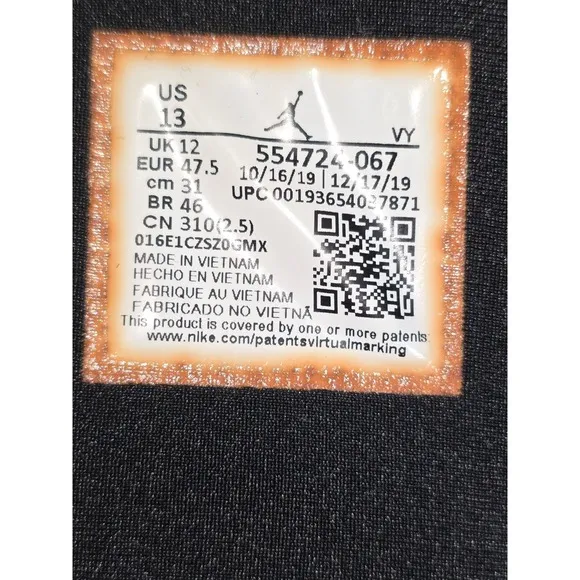 US
13
VY
UK 12
EUR 47.5
cm 31
BR 46
CN 310(2.5)
554724-067
10/16/19 | 12/17/19
UPC 00193654037871
016E1CZSZ0GMX
MADE IN VIETNAM
HECHO EN VIETNAM
FABRIQUE AU VIETNAM
FABRICADO NO VIETNÃ
This product is covered by one or more patents
www.nike.com/patentsvirtualmarking